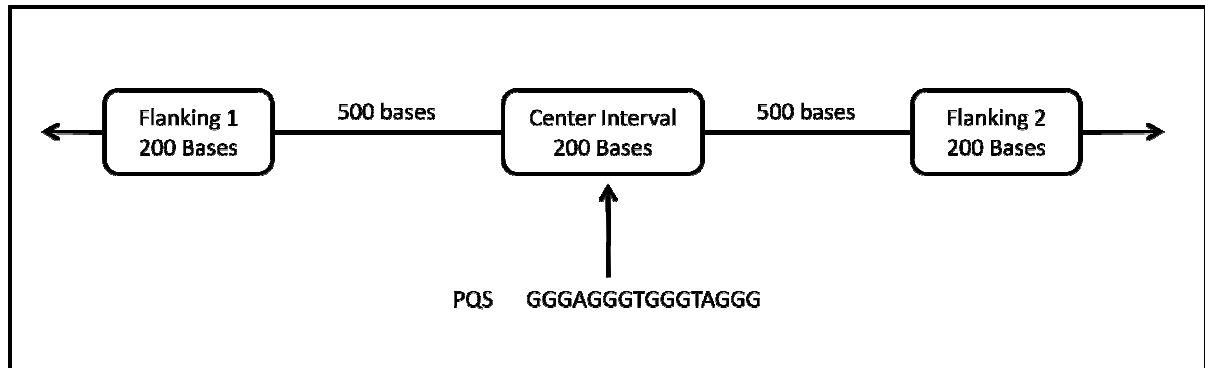 Flanking 1
200 Bases
500 bases
Center Interval
200 Bases
500 bases
Flanking 2
200 Bases
PQS GGGAGGGTGGGTAGGG